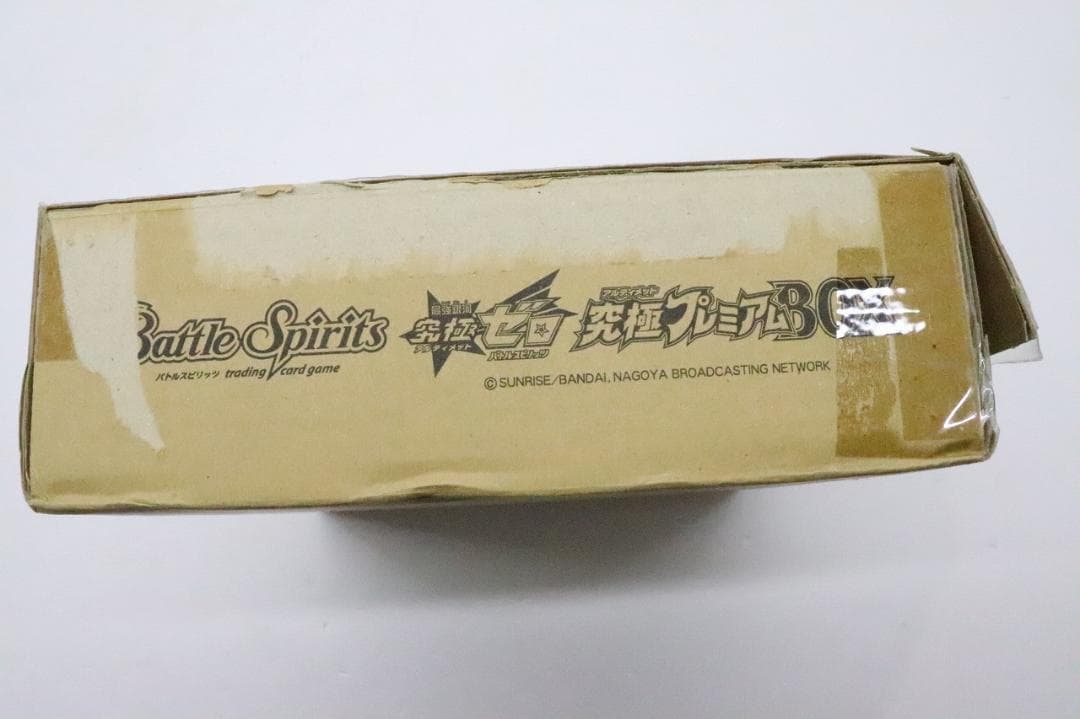 Battle Spirits
バトルスピリッツ trading card game
最強銀河
究極ゼロ
アルティメット
バトルスピリッツ
アルティメット
究極プレミアムBOX
©SUNRISE/BANDAI, NAGOYA BROADCASTING NETWORK